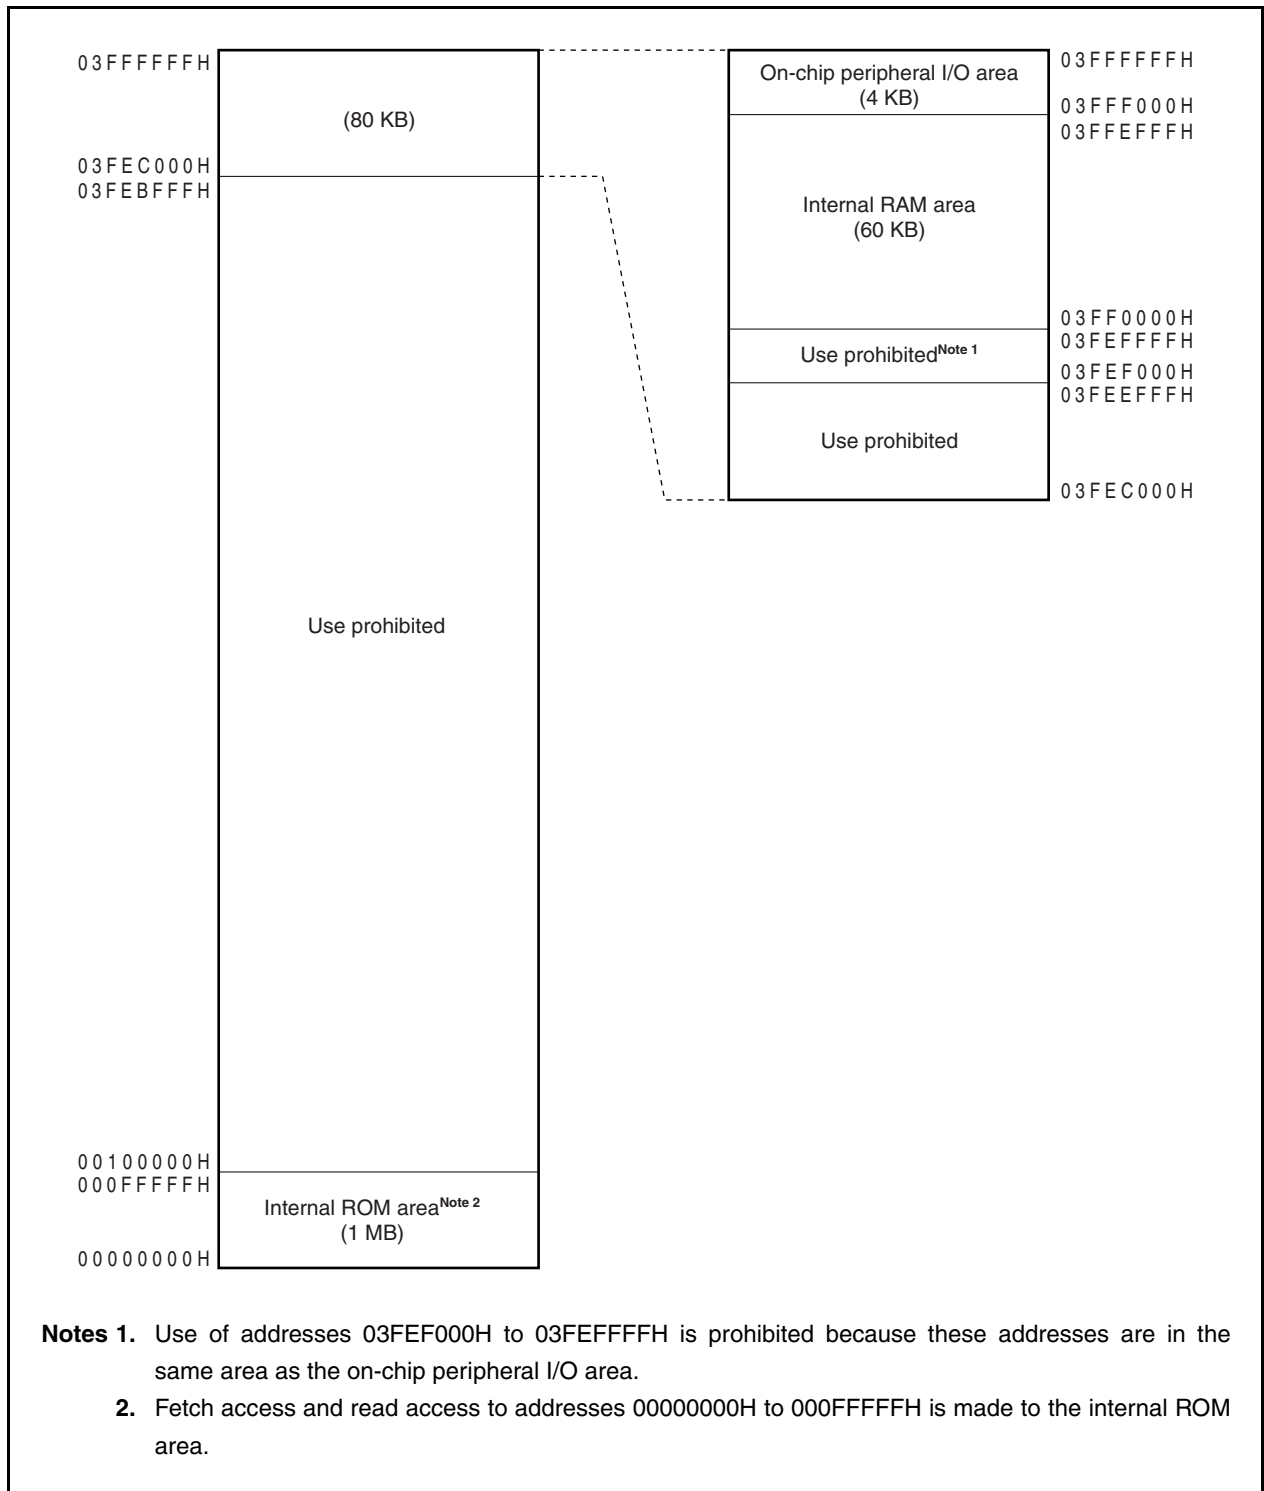 03FFFFFFH
(80 KB)
03FEC000H
03FEBFFFH
Use prohibited
00100000H
000FFFFFH
Internal ROM areaNote 2
(1 MB)
00000000H
On-chip peripheral I/O area
(4 KB)
03FFFFFFH
03FFF000H
03FFEFFFH
Internal RAM area
(60 KB)
03FF0000H
03FEFFFFH
Use prohibitedNote 1
03FEF000H
03FEEFFFH
Use prohibited
03FEC000H
Notes 1. Use of addresses 03FEF000H to 03FEFFFFH is prohibited because these addresses are in the
same area as the on-chip peripheral I/O area.
2. Fetch access and read access to addresses 00000000H to 000FFFFFH is made to the internal ROM
area.